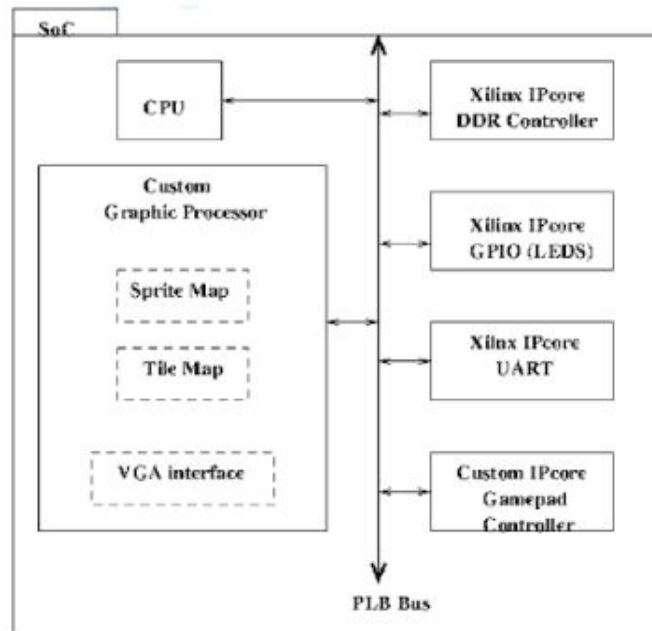 SoC
CPU
Custom
Graphic Processor
Sprite Map
Tile Map
VGA interface
Xilinx IPcore
DDR Controller
Xilinx IPcore
GPIO (LEDS)
Xilnx IPcore
UART
Custom IPcore
Gamepad
Controller
PLB Bus